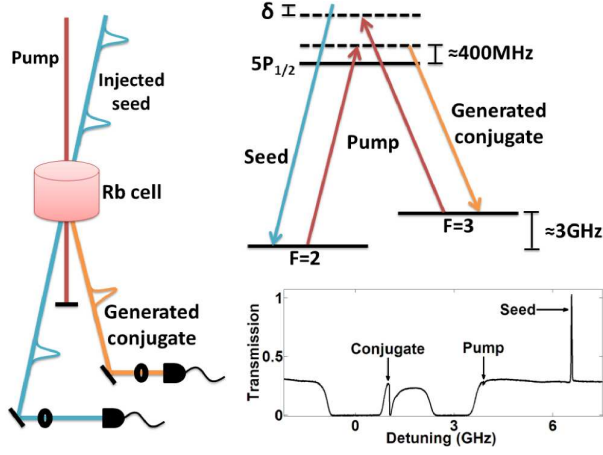 Pump
Injected
seed
Rb cell
Generated
conjugate
δ
≈400MHz
5P1/2
Seed
Pump
Generated
conjugate
F=3
F=2
≈3GHz
Transmission
1
0.5
0
Conjugate
Pump
Seed
0
3
6
Detuning (GHz)